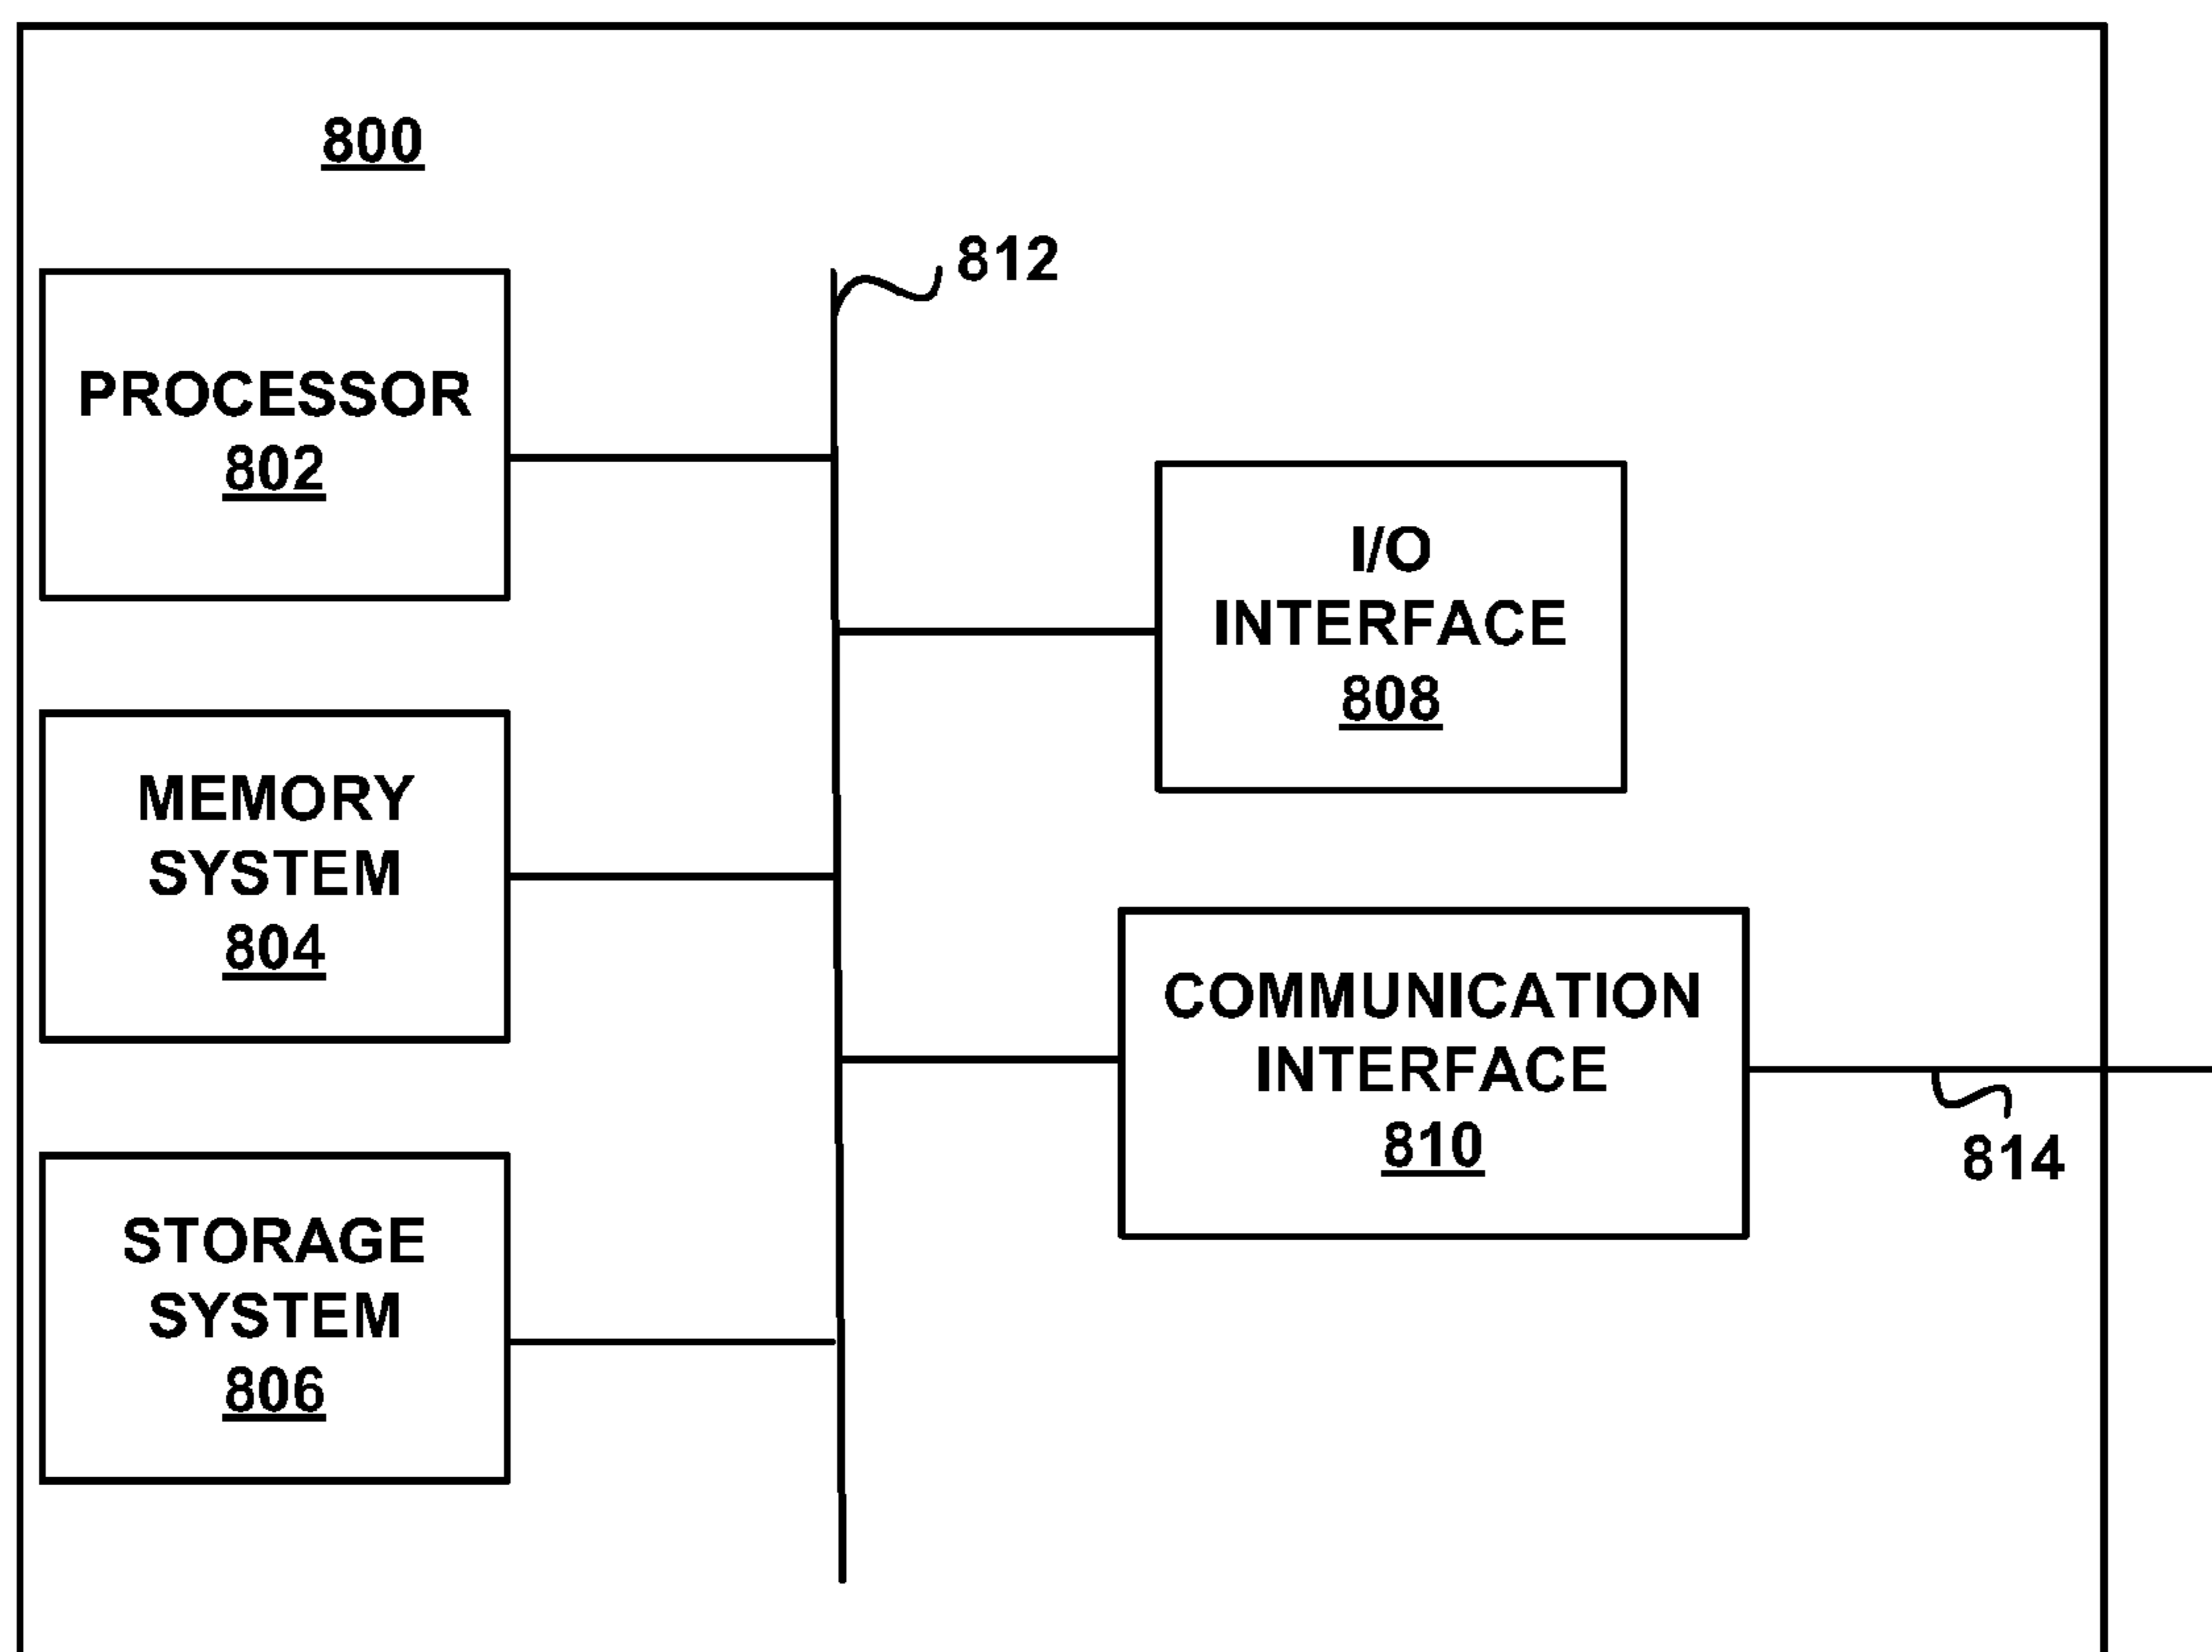 800
812
PROCESSOR
802
I/O
INTERFACE
808
MEMORY
SYSTEM
804
COMMUNICATION
INTERFACE
810
814
STORAGE
SYSTEM
806